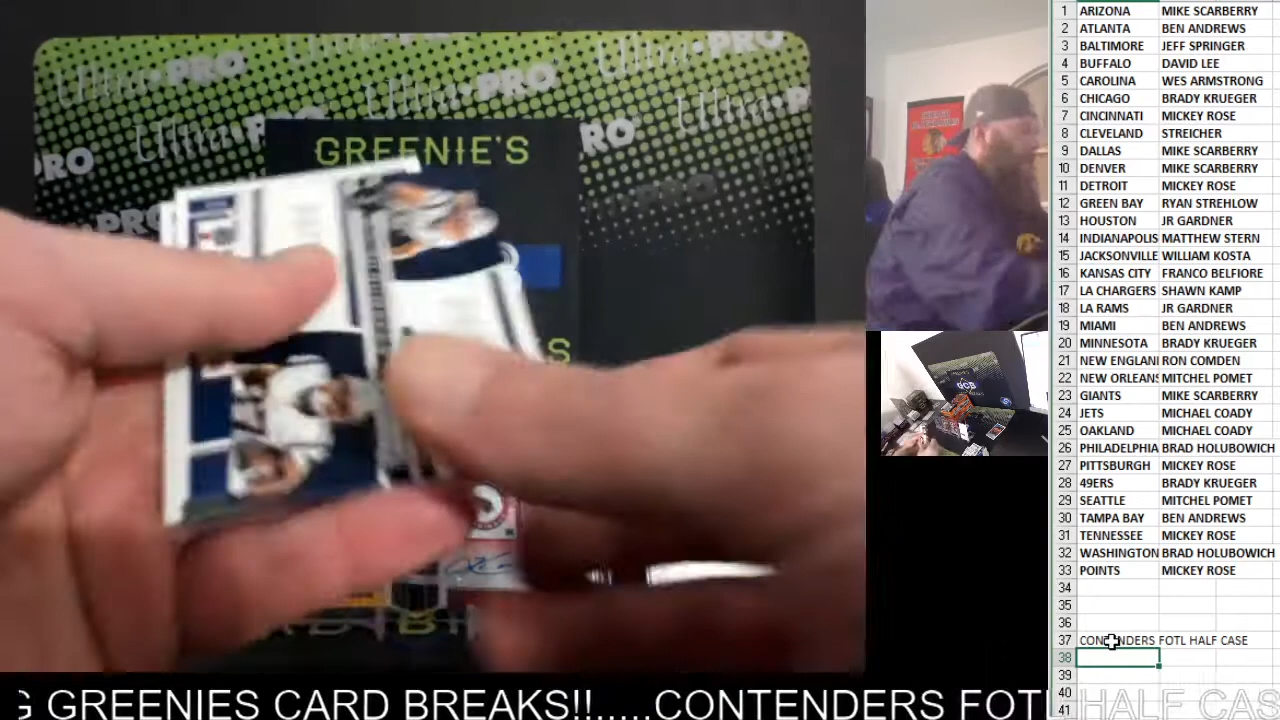 Ultra·PRO
Ultra·PRO
Ultra·PRO
PRO
Ultra
RO
GREENIE'S
S
1 ARIZONA MIKE SCARBERRY
2 ATLANTA BEN ANDREWS
3 BALTIMORE JEFF SPRINGER
4 BUFFALO DAVID LEE
5 CAROLINA WES ARMSTRONG
6 CHICAGO BRADY KRUEGER
7 CINCINNATI MICKEY ROSE
8 CLEVELAND STREICHER
9 DALLAS MIKE SCARBERRY
10 DENVER MIKE SCARBERRY
11 DETROIT MICKEY ROSE
12 GREEN BAY RYAN STREHLOW
13 HOUSTON JR GARDNER
14 INDIANAPOLIS MATTHEW STERN
15 JACKSONVILLE WILLIAM KOSTA
16 KANSAS CITY FRANCO BELFIORE
17 LA CHARGERS SHAWN KAMP
18 LA RAMS JR GARDNER
19 MIAMI BEN ANDREWS
20 MINNESOTA BRADY KRUEGER
21 NEW ENGLAN RON COMDEN
22 NEW ORLEANS MITCHEL POMET
23 GIANTS MIKE SCARBERRY
24 JETS MICHAEL COADY
25 OAKLAND MICHAEL COADY
26 PHILADELPHIA BRAD HOLUBOWICH
27 PITTSBURGH MICKEY ROSE
28 49ERS BRADY KRUEGER
29 SEATTLE MITCHEL POMET
30 TAMPA BAY BEN ANDREWS
31 TENNESSEE MICKEY ROSE
32 WASHINGTON BRAD HOLUBOWICH
33 POINTS MICKEY ROSE
34
35
36
37 CONTENDERS FOTL HALF CASE
38
39
40
41
G GREENIES CARD BREAKS!!.....CONTENDERS FOTL HALF CAS